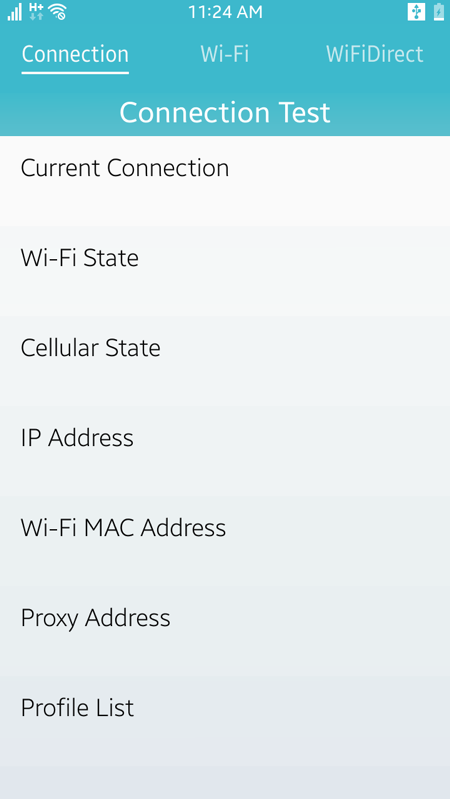 H+
11:24 AM
Connection
Wi-Fi
WiFiDirect
Connection Test
Current Connection
Wi-Fi State
Cellular State
IP Address
Wi-Fi MAC Address
Proxy Address
Profile List